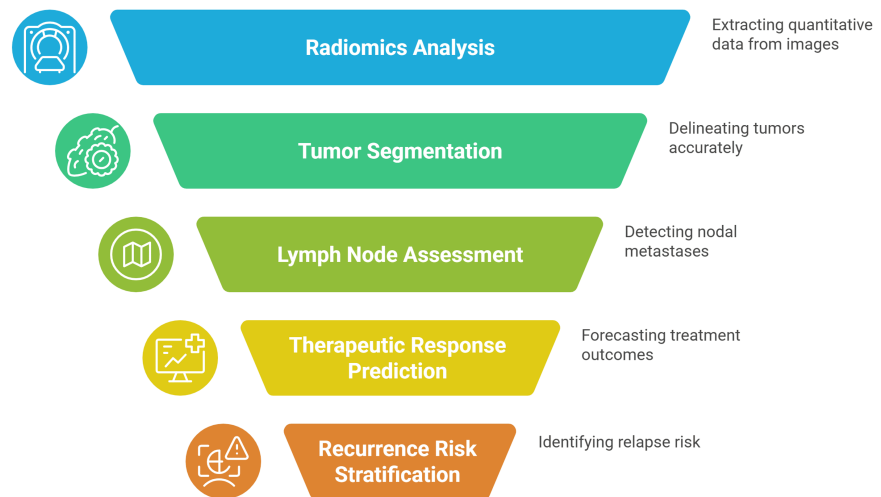 Radiomics Analysis
Extracting quantitative
data from images
Tumor Segmentation
Delineating tumors
accurately
Lymph Node Assessment
Detecting nodal
metastases
Therapeutic Response
Prediction
Forecasting treatment
outcomes
Recurrence Risk
Stratification
Identifying relapse risk